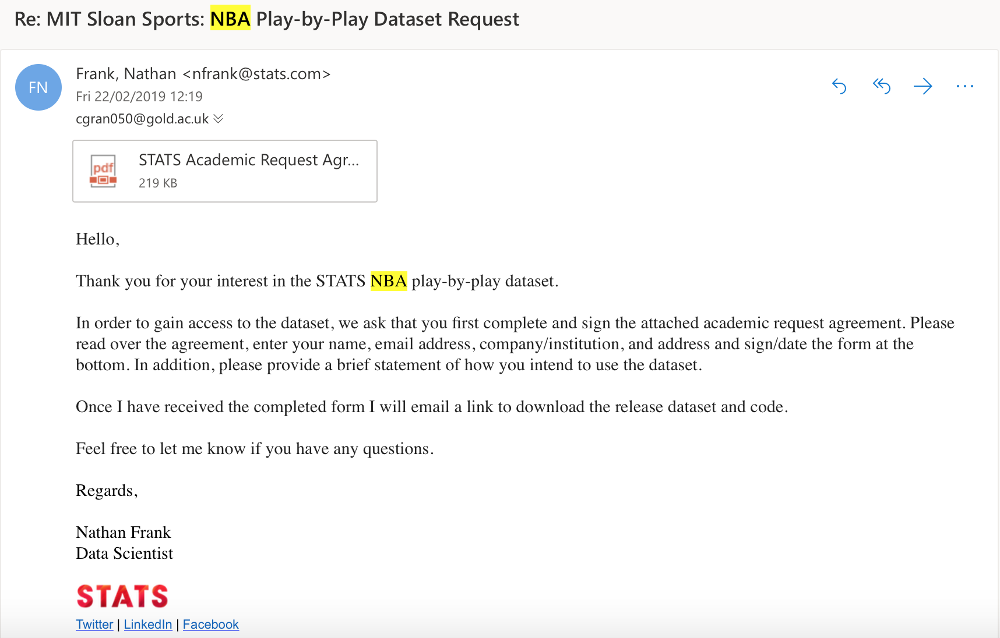 Re: MIT Sloan Sports: NBA Play-by-Play Dataset Request
FN
Frank, Nathan <nfrank@stats.com>
Fri 22/02/2019 12:19
cgran050@gold.ac.uk
pdf
STATS Academic Request Agr...
219 KB
Hello,
Thank you for your interest in the STATS NBA play-by-play dataset.
In order to gain access to the dataset, we ask that you first complete and sign the attached academic request agreement. Please
read over the agreement, enter your name, email address, company/institution, and address and sign/date the form at the
bottom. In addition, please provide a brief statement of how you intend to use the dataset.
Once I have received the completed form I will email a link to download the release dataset and code.
Feel free to let me know if you have any questions.
Regards,
Nathan Frank
Data Scientist
STATS
Twitter | LinkedIn | Facebook